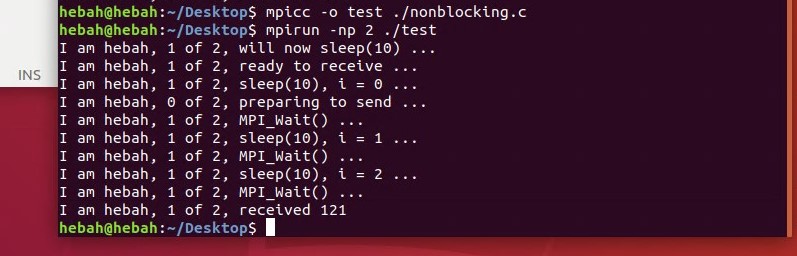 hebah@hebah:~/Desktop$ mpicc -o test ./nonblocking.c
hebah@hebah:~/Desktop$ mpirun -np 2 ./test
I am hebah, 1 of 2, will now sleep(10) ...
I am hebah, 1 of 2, ready to receive ...
I am hebah, 1 of 2, sleep(10), i = 0 ...
INS
I am hebah, 0 of 2, preparing to send ...
I am hebah, 1 of 2, MPI_Wait() ...
I am hebah, 1 of 2, sleep(10), i = 1 ...
I am hebah, 1 of 2, MPI_Wait() ...
I am hebah, 1 of 2, sleep(10), i = 2 ...
I am hebah, 1 of 2, MPI_Wait() ...
I am hebah, 1 of 2, received 121
hebah@hebah:~/Desktop$